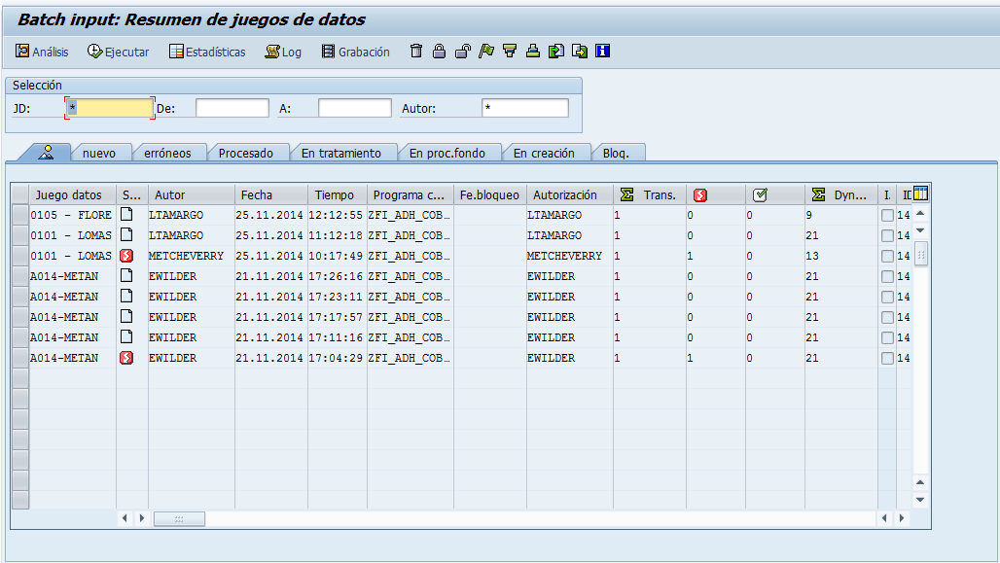 Batch input: Resumen de juegos de datos
Análisis Ejecutar Estadísticas Log Grabación
Selección
JD: * De: A: Autor: *
nuevo erróneos Procesado En tratamiento En proc.fondo En creación Bloq.
Juego datos S... Autor Fecha Tiempo Programa c... Fe.bloqueo Autorización Trans. Dyn... I. ID
0105 - FLORE LTAMARGO 25.11.2014 12:12:55 ZFI_ADH_COB... LTAMARGO 1 0 0 9 14
0101 - LOMAS LTAMARGO 25.11.2014 11:12:18 ZFI_ADH_COB... LTAMARGO 1 0 0 21 14
0101 - LOMAS METCHEVERRY 25.11.2014 10:17:49 ZFI_ADH_COB... METCHEVERRY 1 1 0 13 14
A014-METAN EWILDER 21.11.2014 17:26:16 ZFI_ADH_COB... EWILDER 1 0 0 21 14
A014-METAN EWILDER 21.11.2014 17:23:11 ZFI_ADH_COB... EWILDER 1 0 0 21 14
A014-METAN EWILDER 21.11.2014 17:17:57 ZFI_ADH_COB... EWILDER 1 0 0 21 14
A014-METAN EWILDER 21.11.2014 17:11:16 ZFI_ADH_COB... EWILDER 1 0 0 21 14
A014-METAN EWILDER 21.11.2014 17:04:29 ZFI_ADH_COB... EWILDER 1 1 0 21 14